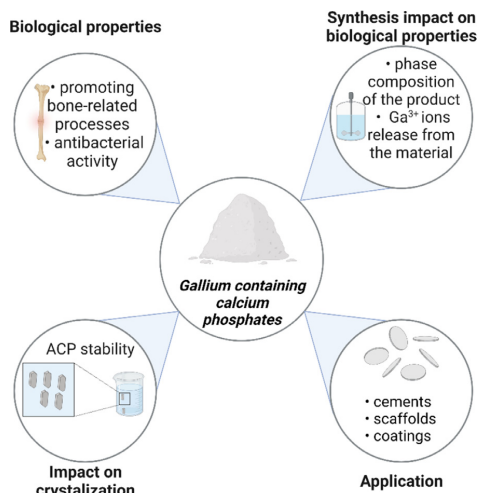 Biological properties
• promoting
bone-related
processes
• antibacterial
activity
Synthesis impact on
biological properties
• phase
composition
of the product
• Ga³⁺ ions
release from
the material
Gallium containing
calcium
phosphates
ACP stability
Impact on
crystalization
• cements
• scaffolds
• coatings
Application